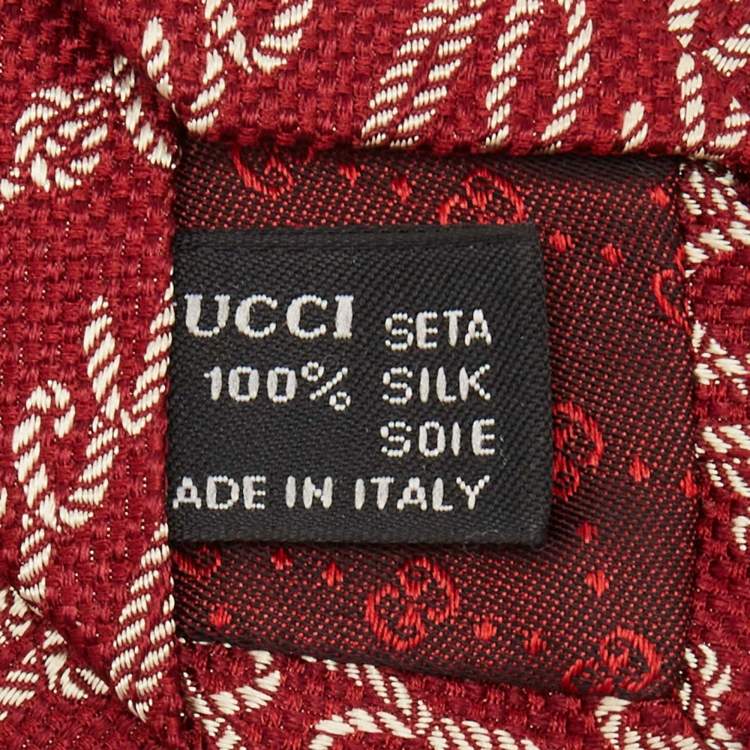 UCCI SETA
100% SILK
SOIE
ADE IN ITALY